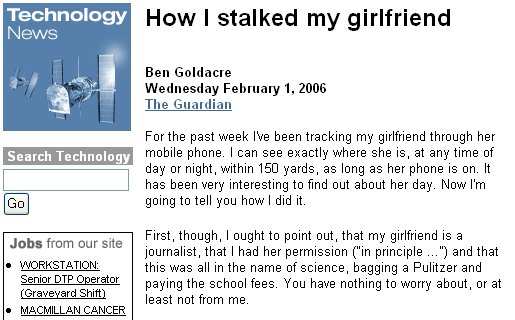 Technology
News
Search Technology
Go
Jobs from our site
WORKSTATION:
Senior DTP Operator
(Graveyard Shift)
MACMILLAN CANCER
How I stalked my girlfriend
Ben Goldacre
Wednesday February 1, 2006
The Guardian
For the past week I've been tracking my girlfriend through her
mobile phone. I can see exactly where she is, at any time of
day or night, within 150 yards, as long as her phone is on. It
has been very interesting to find out about her day. Now I'm
going to tell you how I did it.
First, though, I ought to point out, that my girlfriend is a
journalist, that I had her permission ("in principle ...") and that
this was all in the name of science, bagging a Pulitzer and
paying the school fees. You have nothing to worry about, or at
least not from me.